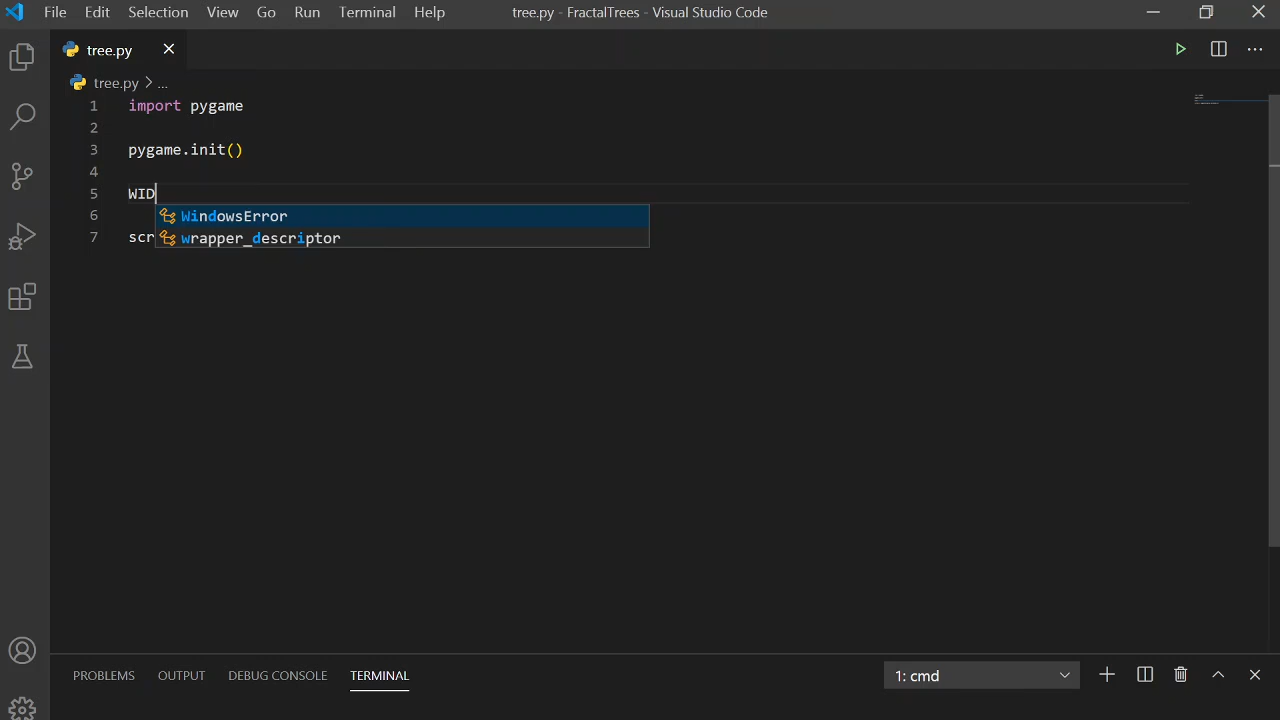 File Edit Selection View Go Run Terminal Help tree.py - FractalTrees - Visual Studio Code
tree.py
tree.py > ...
1 import pygame
2
3 pygame.init()
4
5 WID
6 WindowsError
7 scr wrapper_descriptor
PROBLEMS OUTPUT DEBUG CONSOLE TERMINAL 1: cmd